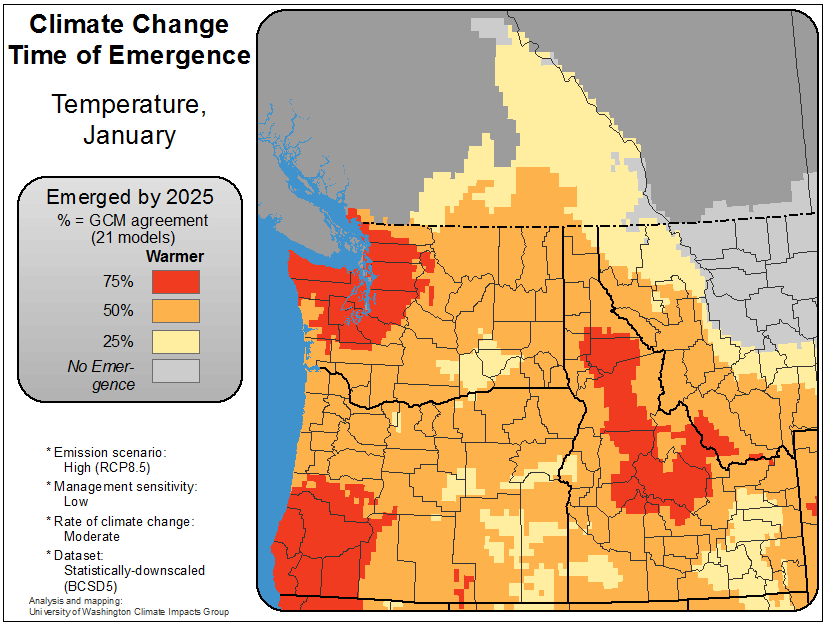 Climate Change
Time of Emergence
Temperature,
January
Emerged by 2025
% = GCM agreement
(21 models)
Warmer
75%
50%
25%
No Emer-
gence
* Emission scenario:
High (RCP8.5)
* Management sensitivity:
Low
* Rate of climate change:
Moderate
* Dataset:
Statistically-downscaled
(BCSD5)
Analysis and mapping:
University of Washington Climate Impacts Group